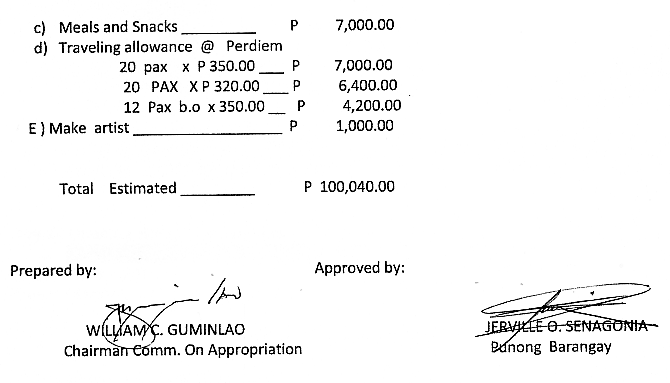 c) Meals and Snacks __________ P 7,000.00
d) Traveling allowance @ Perdiem
20 pax x P 350.00 ___ P 7,000.00
20 PAX X P 320.00 ___ P 6,400.00
12 Pax b.o x 350.00 __ P 4,200.00
E ) Make artist ____________________ P 1,000.00
Total Estimated __________ P 100,040.00
Prepared by: Approved by:
WILLIAM C. GUMINLAO JERVILLE O. SENAGONIA
Chairman Comm. On Appropriation Punong Barangay